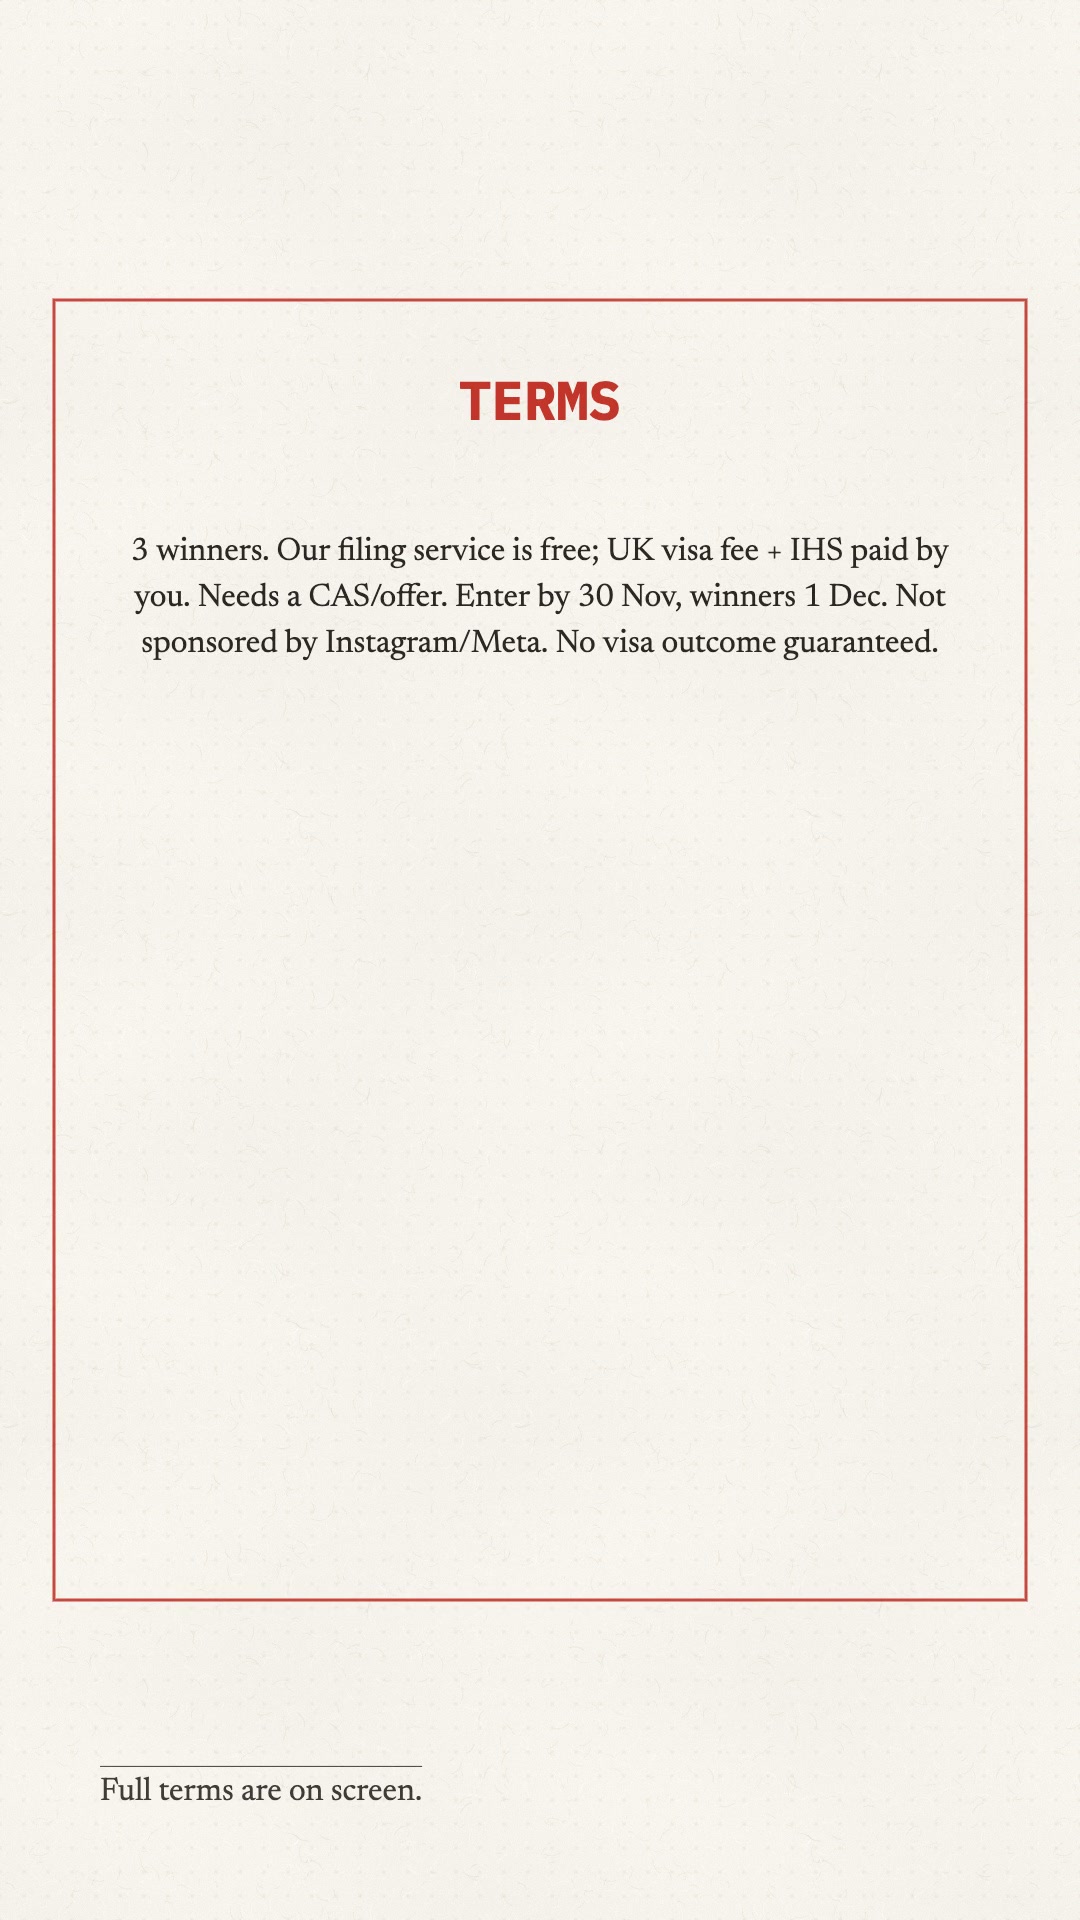 TERMS
3 winners. Our filing service is free; UK visa fee + IHS paid by
you. Needs a CAS/offer. Enter by 30 Nov, winners 1 Dec. Not
sponsored by Instagram/Meta. No visa outcome guaranteed.
Full terms are on screen.